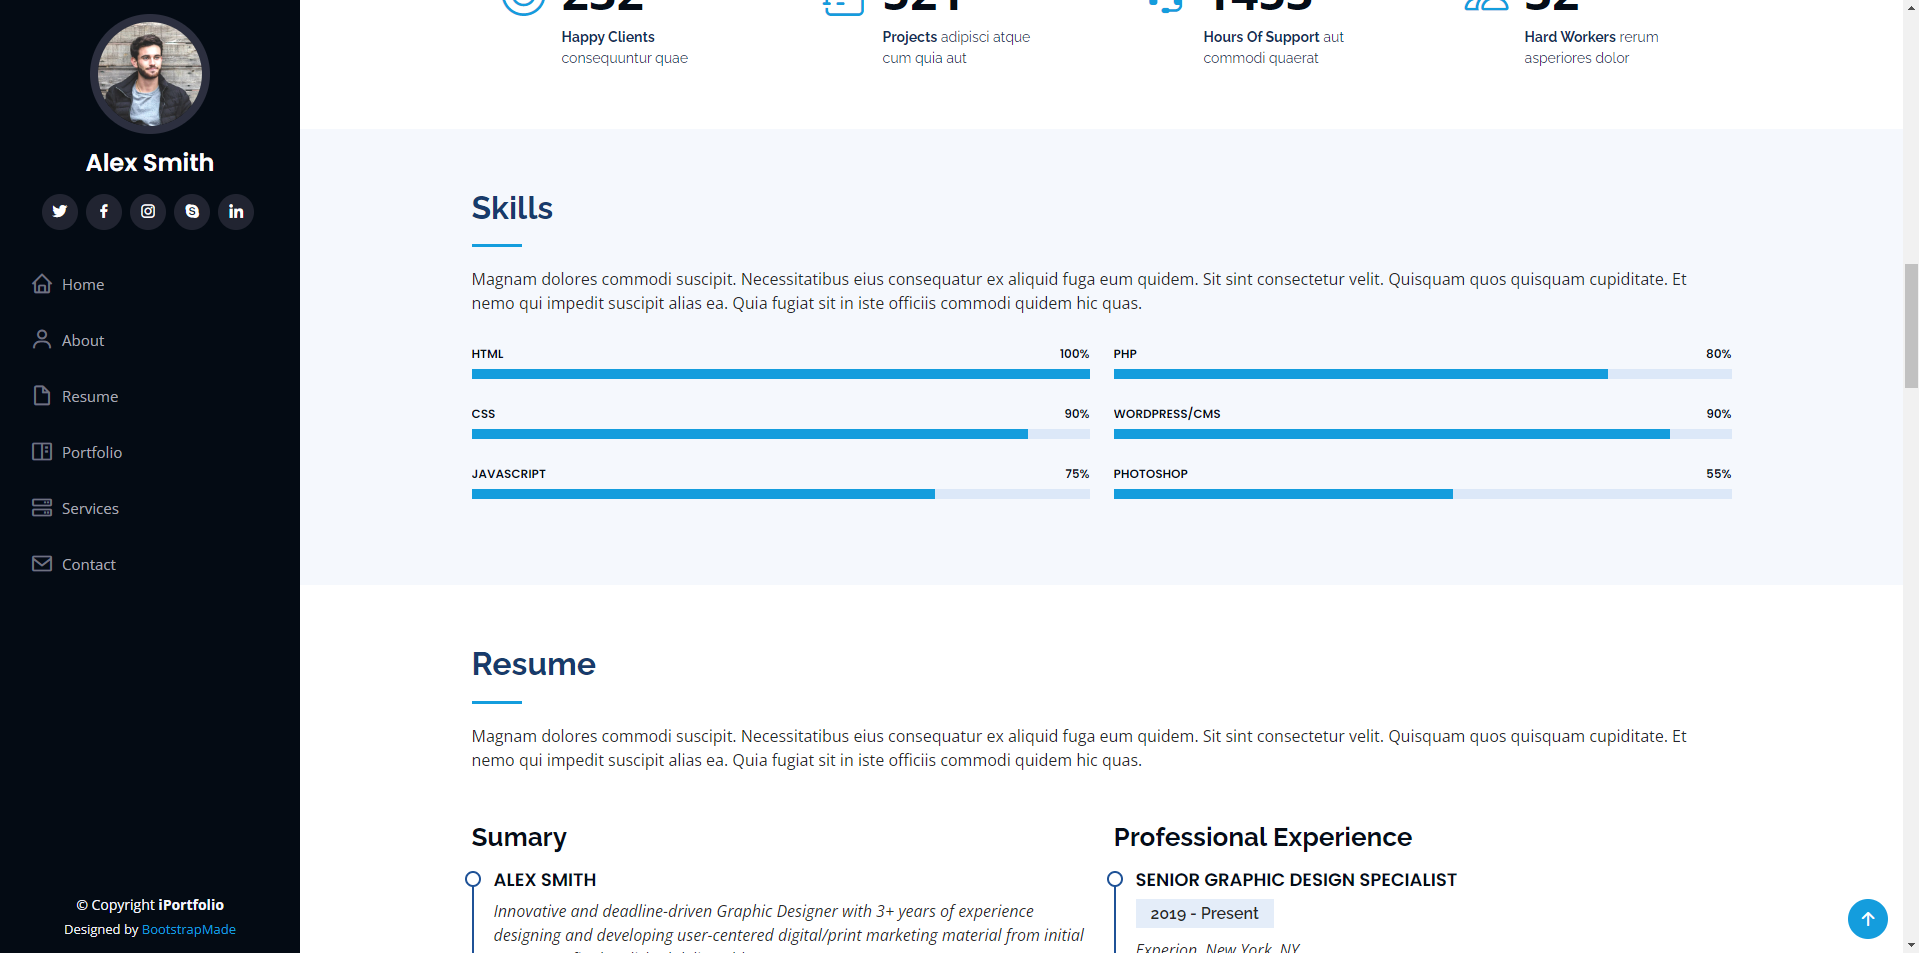 Alex Smith
Home
About
Resume
Portfolio
Services
Contact
© Copyright iPortfolio
Designed by BootstrapMade
232
Happy Clients
consequuntur quae
521
Projects adipisci atque
cum quia aut
1453
Hours Of Support aut
commodi quaerat
32
Hard Workers rerum
asperiores dolor
Skills
Magnam dolores commodi suscipit. Necessitatibus eius consequatur ex aliquid fuga eum quidem. Sit sint consectetur velit. Quisquam quos quisquam cupiditate. Et
nemo qui impedit suscipit alias ea. Quia fugiat sit in iste officiis commodi quidem hic quas.
HTML 100%
CSS 90%
JAVASCRIPT 75%
PHP 80%
WORDPRESS/CMS 90%
PHOTOSHOP 55%
Resume
Magnam dolores commodi suscipit. Necessitatibus eius consequatur ex aliquid fuga eum quidem. Sit sint consectetur velit. Quisquam quos quisquam cupiditate. Et
nemo qui impedit suscipit alias ea. Quia fugiat sit in iste officiis commodi quidem hic quas.
Sumary
ALEX SMITH
Innovative and deadline-driven Graphic Designer with 3+ years of experience
designing and developing user-centered digital/print marketing material from initial
Professional Experience
SENIOR GRAPHIC DESIGN SPECIALIST
2019 - Present
Experion, New York, NY